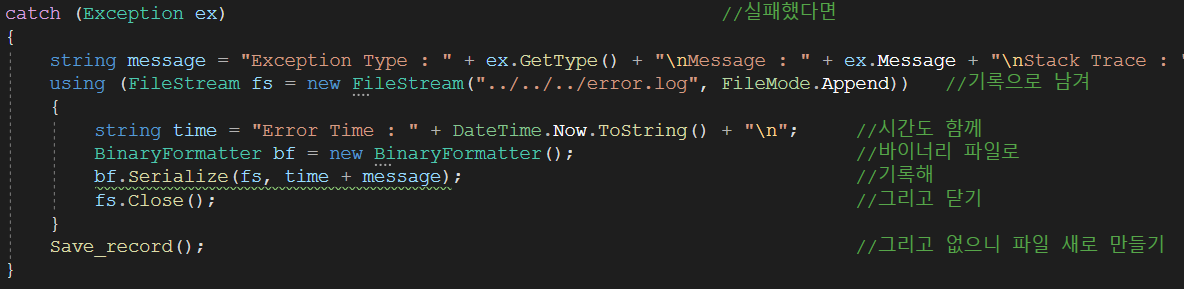 catch (Exception ex) //실패했다면
{
string message = "Exception Type : " + ex.GetType() + "\nMessage : " + ex.Message + "\nStack Trace : "
using (FileStream fs = new FileStream("../../../error.log", FileMode.Append)) //기록으로 남겨
{
string time = "Error Time : " + DateTime.Now.ToString() + "\n"; //시간도 함께
BinaryFormatter bf = new BinaryFormatter(); //바이너리 파일로
bf.Serialize(fs, time + message); //기록해
fs.Close(); //그리고 닫기
}
Save_record(); //그리고 없으니 파일 새로 만들기
}